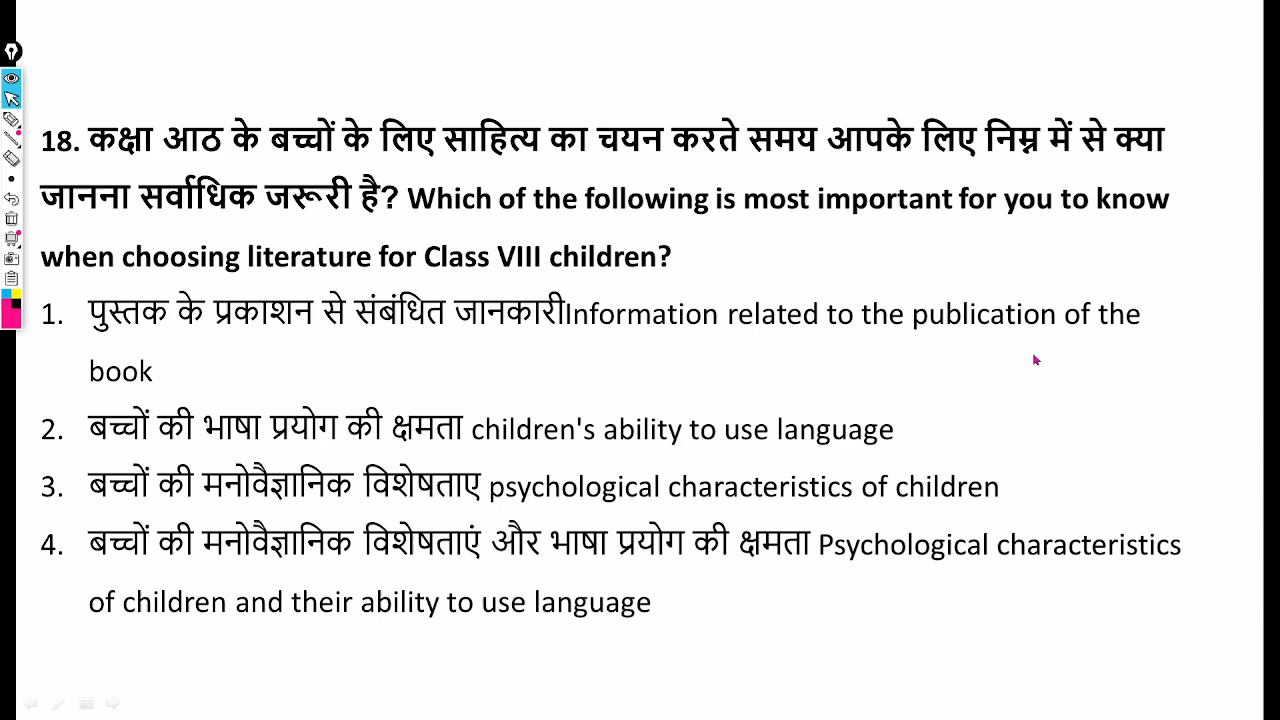 18. कक्षा आठ के बच्चों के लिए साहित्य का चयन करते समय आपके लिए निम्न में से क्या
जानना सर्वाधिक जरूरी है? Which of the following is most important for you to know
when choosing literature for Class VIII children?
1. पुस्तक के प्रकाशन से संबंधित जानकारीInformation related to the publication of the
book
2. बच्चों की भाषा प्रयोग की क्षमता children's ability to use language
3. बच्चों की मनोवैज्ञानिक विशेषताए psychological characteristics of children
4. बच्चों की मनोवैज्ञानिक विशेषताएं और भाषा प्रयोग की क्षमता Psychological characteristics
of children and their ability to use language